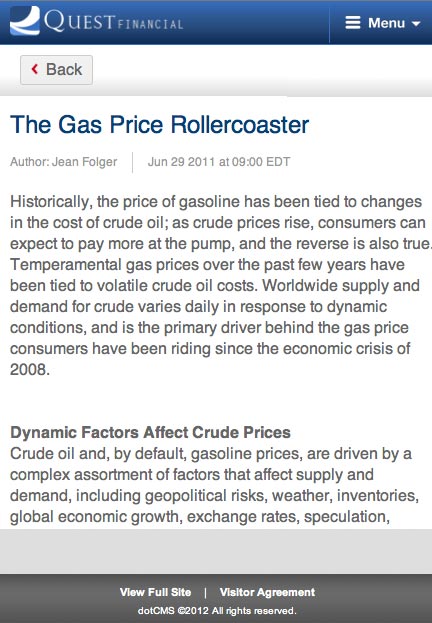 QUEST FINANCIAL
Menu
Back
The Gas Price Rollercoaster
Author: Jean Folger
Jun 29 2011 at 09:00 EDT
Historically, the price of gasoline has been tied to changes
in the cost of crude oil; as crude prices rise, consumers can
expect to pay more at the pump, and the reverse is also true.
Temperamental gas prices over the past few years have
been tied to volatile crude oil costs. Worldwide supply and
demand for crude varies daily in response to dynamic
conditions, and is the primary driver behind the gas price
consumers have been riding since the economic crisis of
2008.
Dynamic Factors Affect Crude Prices
Crude oil and, by default, gasoline prices, are driven by a
complex assortment of factors that affect supply and
demand, including geopolitical risks, weather, inventories,
global economic growth, exchange rates, speculation,
View Full Site | Visitor Agreement
dotCMS ©2012 All rights reserved.